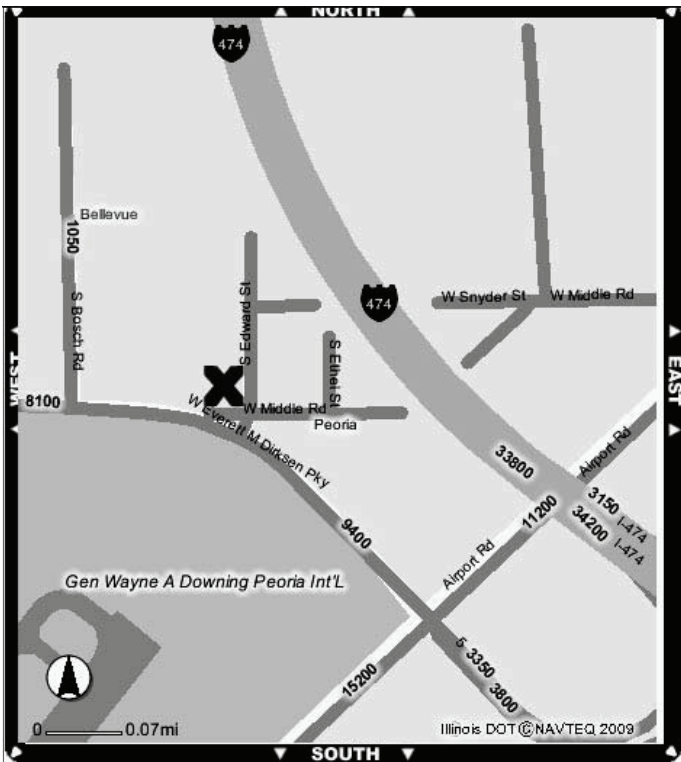 NORTH
474
Bellevue
1050
S Bosch Rd
S Edward St
474
W Snyder St
W Middle Rd
S Ethel St
WEST
EAST
8100
W Middle Rd
Peoria
W Everett M Dirksen Pky
33800
Airport Rd
3150
I-474
11200
34200
I-474
9400
Airport Rd
Gen Wayne A Downing Peoria Int'L
5
3350
15200
3800
0
0.07mi
Illinois DOT © NAVTEQ 2009
SOUTH